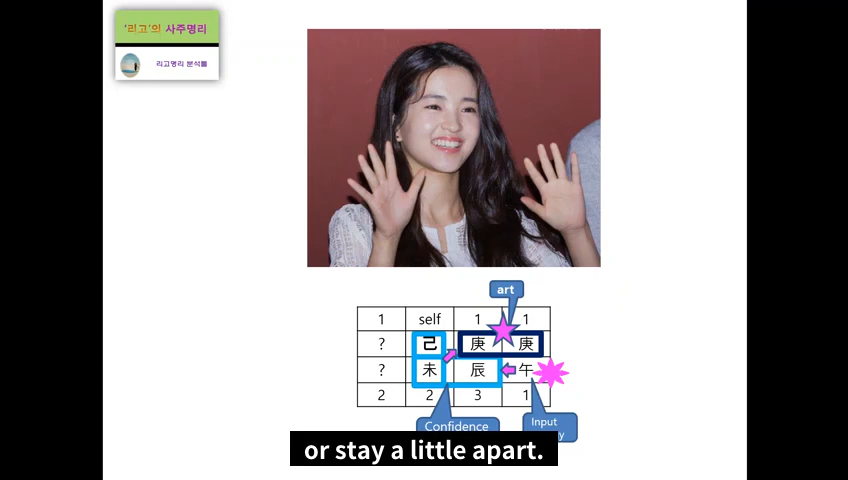 '리고'의 사주명리
리고명리 분석툴
art
1 self 1 1
? 己 庚 庚
? 未 辰 午
2 2 3 1
Confidence
Input
or stay a little apart.